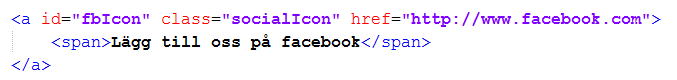 <a id="fbIcon" class="socialIcon" href="http://www.facebook.com">
<span>Lägg till oss på facebook</span>
</a>